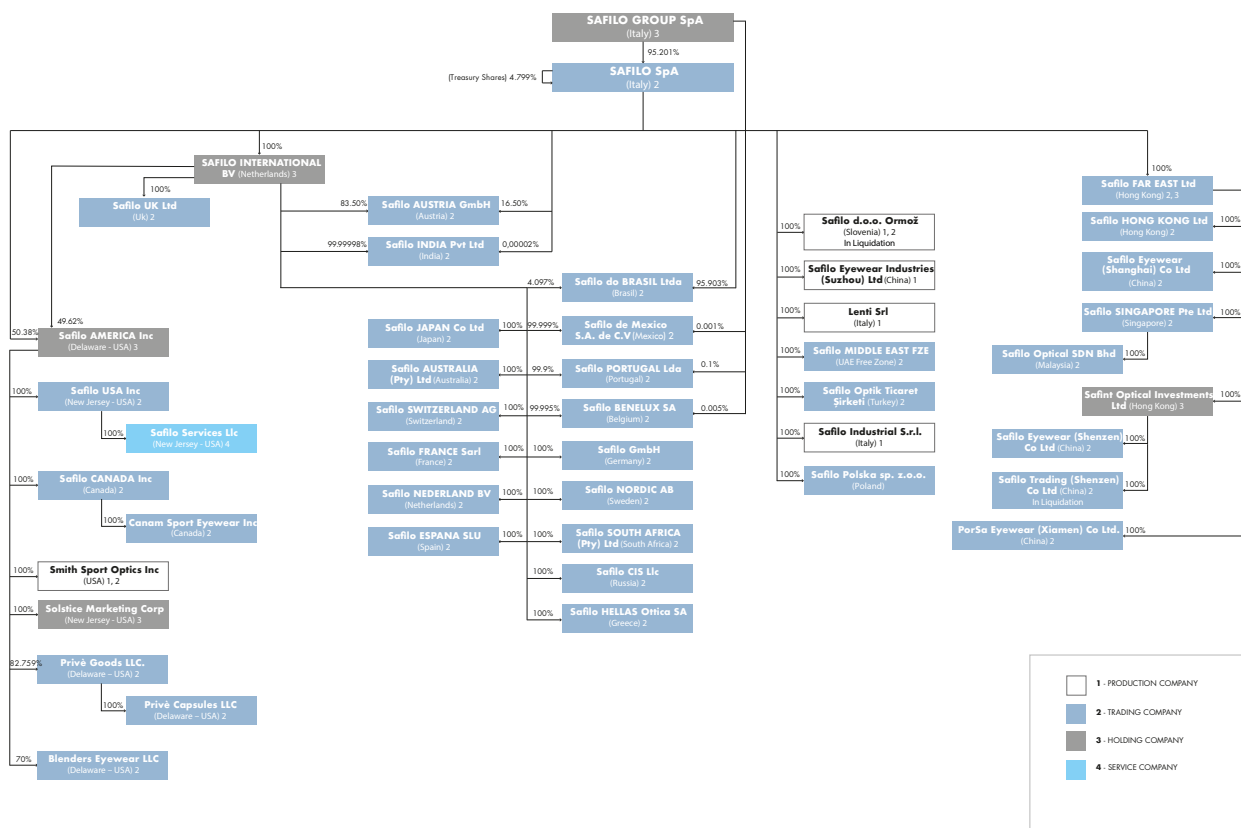 SAFILO GROUP SpA
(Italy) 3
95.201%
(Treasury Shares) 4.799%
SAFILO SpA
(Italy) 2
100%
SAFILO INTERNATIONAL
BV (Netherlands) 3
100%
Safilo UK Ltd
(Uk) 2
83.50%
Safilo AUSTRIA GmbH
(Austria) 2
16.50%
99.99998%
Safilo INDIA Pvt Ltd
(India) 2
0,00002%
4.097%
Safilo do BRASIL Ltda
(Brasil) 2
95.903%
50.38%
49.62%
Safilo AMERICA Inc
(Delaware - USA) 3
100%
Safilo USA Inc
(New Jersey - USA) 2
100%
Safilo Services Llc
(New Jersey - USA) 4
100%
Safilo CANADA Inc
(Canada) 2
100%
Canam Sport Eyewear Inc
(Canada) 2
100%
Smith Sport Optics Inc
(USA) 1, 2
100%
Solstice Marketing Corp
(New Jersey - USA) 3
82.759%
Privè Goods LLC.
(Delaware – USA) 2
100%
Privè Capsules LLC
(Delaware – USA) 2
70%
Blenders Eyewear LLC
(Delaware – USA) 2
Safilo JAPAN Co Ltd
(Japan) 2
100%
99.999%
Safilo de Mexico
S.A. de C.V (Mexico) 2
0.001%
Safilo AUSTRALIA
(Pty) Ltd (Australia) 2
100%
99.9%
Safilo PORTUGAL Lda
(Portugal) 2
0.1%
Safilo SWITZERLAND AG
(Switzerland) 2
100%
99.995%
Safilo BENELUX SA
(Belgium) 2
0.005%
Safilo FRANCE Sarl
(France) 2
100%
100%
Safilo GmbH
(Germany) 2
Safilo NEDERLAND BV
(Netherlands) 2
100%
100%
Safilo NORDIC AB
(Sweden) 2
Safilo ESPANA SLU
(Spain) 2
100%
100%
Safilo SOUTH AFRICA
(Pty) Ltd (South Africa) 2
100%
Safilo CIS Llc
(Russia) 2
100%
Safilo HELLAS Ottica SA
(Greece) 2
100%
Safilo d.o.o. Ormož
(Slovenia) 1, 2
In Liquidation
100%
Safilo Eyewear Industries
(Suzhou) Ltd (China) 1
100%
Lenti Srl
(Italy) 1
100%
Safilo MIDDLE EAST FZE
(UAE Free Zone) 2
100%
Safilo Optik Ticaret
Şirketi (Turkey) 2
100%
Safilo Industrial S.r.l.
(Italy) 1
100%
Safilo Polska sp. z.o.o.
(Poland)
100%
Safilo FAR EAST Ltd
(Hong Kong) 2, 3
Safilo HONG KONG Ltd
(Hong Kong) 2
100%
Safilo Eyewear
(Shanghai) Co Ltd
(China) 2
100%
Safilo SINGAPORE Pte Ltd
(Singapore) 2
100%
Safilo Optical SDN Bhd
(Malaysia) 2
100%
Safint Optical Investments
Ltd (Hong Kong) 3
100%
Safilo Eyewear (Shenzen)
Co Ltd (China) 2
100%
Safilo Trading (Shenzen)
Co Ltd (China) 2
In Liquidation
100%
PorSa Eyewear (Xiamen) Co Ltd.
(China) 2
100%
1 - PRODUCTION COMPANY
2 - TRADING COMPANY
3 - HOLDING COMPANY
4 - SERVICE COMPANY